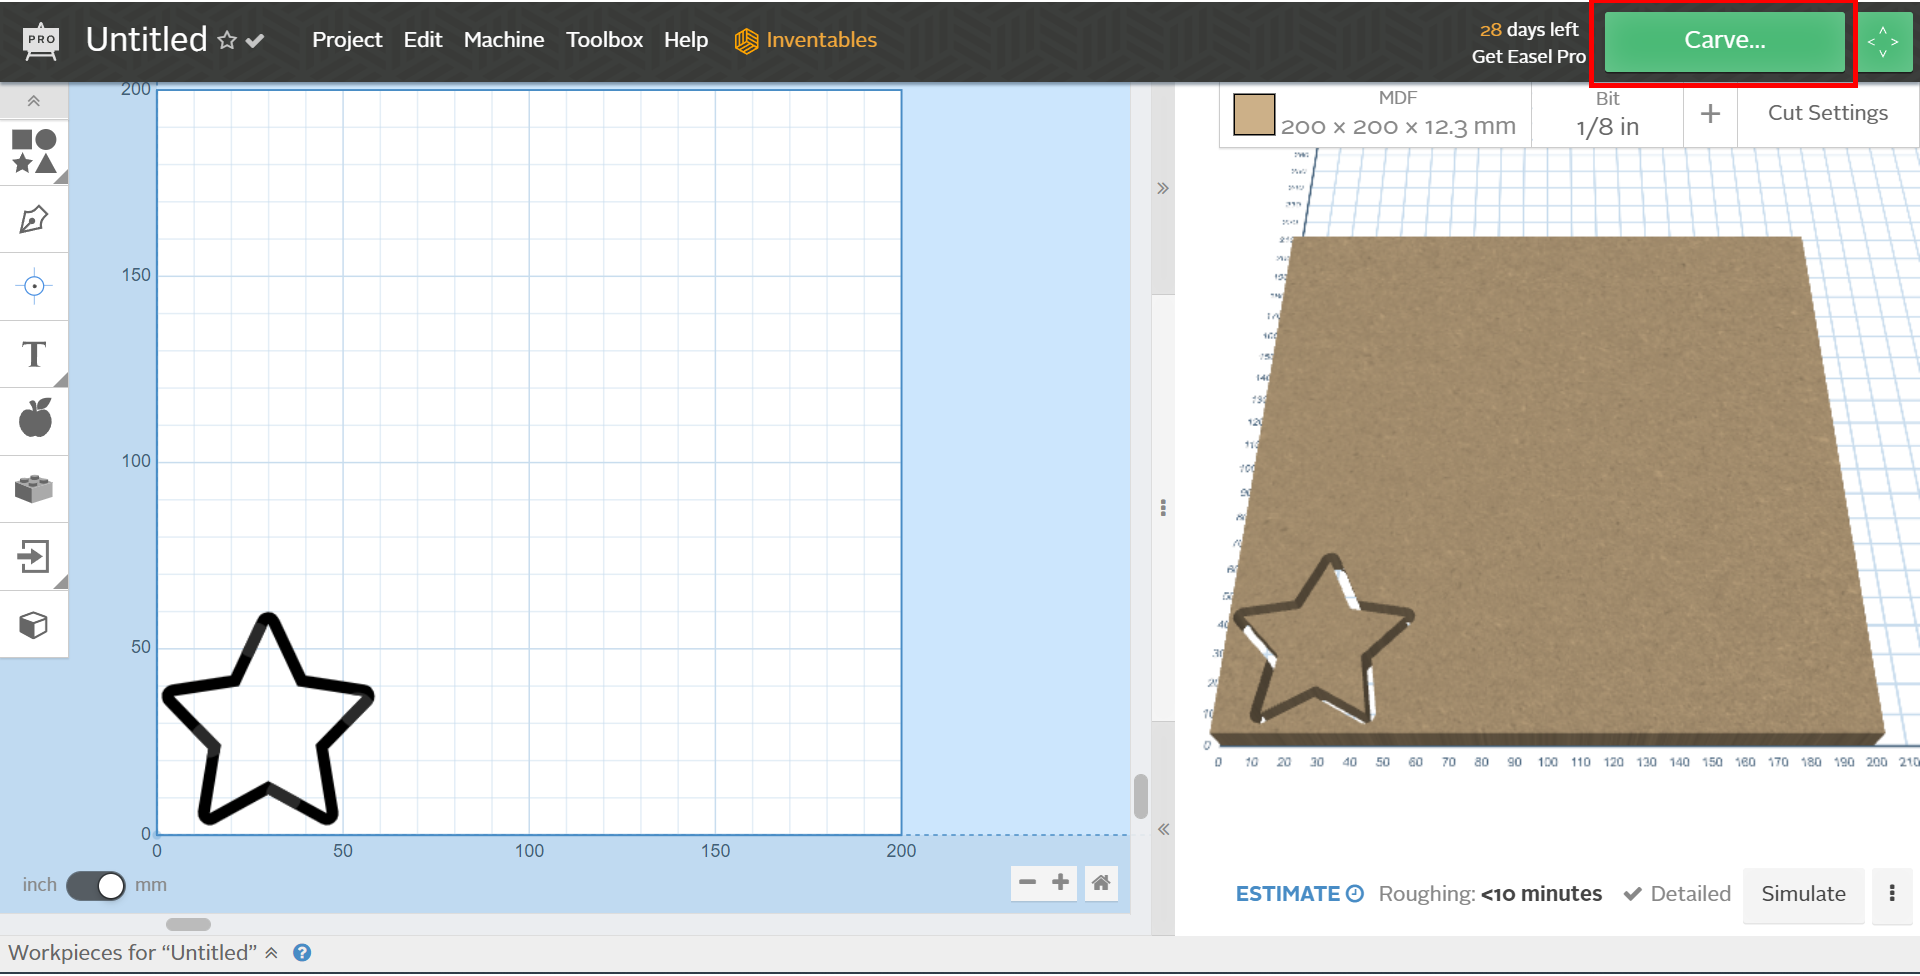 PRO
Untitled
Project Edit Machine Toolbox Help Inventables
28 days left
Get Easel Pro
Carve...
MDF
200 × 200 × 12.3 mm
Bit
1/8 in
Cut Settings
200
150
100
50
0
0 50 100 150 200
inch mm
0
0 10 20 30 40 50 60 70 80 90 100 110 120 130 140 150 160 170 180 190 200 210
ESTIMATE Roughing: <10 minutes Detailed Simulate
Workpieces for “Untitled” ?